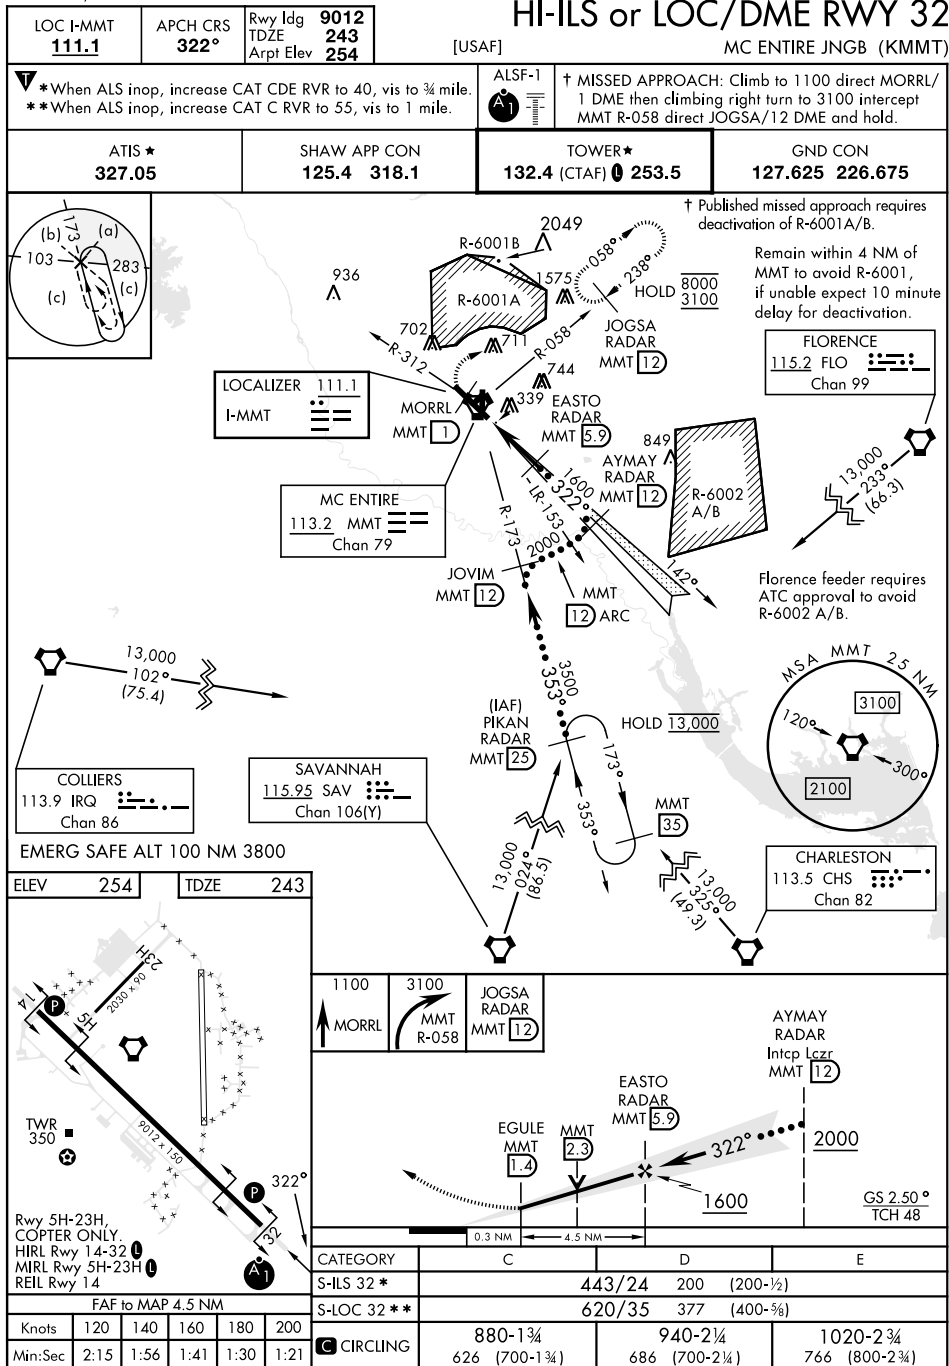 HI-ILS or LOC/DME RWY 32
LOC I-MMT
111.1
APCH CRS
322°
Rwy ldg 9012
TDZE 243
Arpt Elev 254
[USAF]
MC ENTIRE JNGB (KMMT)
T
*When ALS inop, increase CAT CDE RVR to 40, vis to ¾ mile.
**When ALS inop, increase CAT C RVR to 55, vis to 1 mile.
ALSF-1
A1
† MISSED APPROACH: Climb to 1100 direct MORRL/
1 DME then climbing right turn to 3100 intercept
MMT R-058 direct JOGSA/12 DME and hold.
ATIS ★
327.05
SHAW APP CON
125.4 318.1
TOWER★
132.4 (CTAF) L 253.5
GND CON
127.625 226.675
† Published missed approach requires
deactivation of R-6001A/B.
Remain within 4 NM of
MMT to avoid R-6001,
if unable expect 10 minute
delay for deactivation.
173
(b)
(a)
103
283
(c)
(c)
936
R-6001B
2049
R-6001A
1575
058°
238°
HOLD 8000
3100
JOGSA
RADAR
MMT 12
702
711
R-312
R-058
744
339
LOCALIZER 111.1
I-MMT
MORRL
MMT 1
EASTO
RADAR
MMT 5.9
FLORENCE
115.2 FLO
Chan 99
849
AYMAY
RADAR
MMT 12
R-6002
A/B
13,000
233°
(66.3)
MC ENTIRE
113.2 MMT
Chan 79
1600
322°
LR-153
R-173
2000
142°
JOVIM
MMT 12
MMT
12 ARC
Florence feeder requires
ATC approval to avoid
R-6002 A/B.
13,000
102°
(75.4)
3500
353°
(IAF)
PIKAN
RADAR
MMT 25
HOLD 13,000
MSA MMT 25 NM
3100
120°
300°
2100
COLLIERS
113.9 IRQ
Chan 86
SAVANNAH
115.95 SAV
Chan 106(Y)
173°
353°
MMT
35
13,000
024°
(86.5)
13,000
325°
(49.3)
CHARLESTON
113.5 CHS
Chan 82
EMERG SAFE ALT 100 NM 3800
ELEV 254
TDZE 243
23H
2030 x 90
5H
14
P
TWR
350
9012 x 150
P
322°
32
A1
Rwy 5H-23H,
COPTER ONLY.
HIRL Rwy 14-32 L
MIRL Rwy 5H-23H L
REIL Rwy 14
FAF to MAP 4.5 NM
Knots 120 140 160 180 200
Min:Sec 2:15 1:56 1:41 1:30 1:21
1100
MORRL
3100
MMT
R-058
JOGSA
RADAR
MMT 12
AYMAY
RADAR
Intcp Lczr
MMT 12
EASTO
RADAR
MMT 5.9
EGULE
MMT
1.4
MMT
2.3
322°
2000
1600
GS 2.50°
TCH 48
0.3 NM
4.5 NM
CATEGORY C D E
S-ILS 32 * 443/24 200 (200-½)
S-LOC 32 ** 620/35 377 (400-⅝)
C CIRCLING
880-1¾
626 (700-1¾)
940-2¼
686 (700-2¼)
1020-2¾
766 (800-2¾)